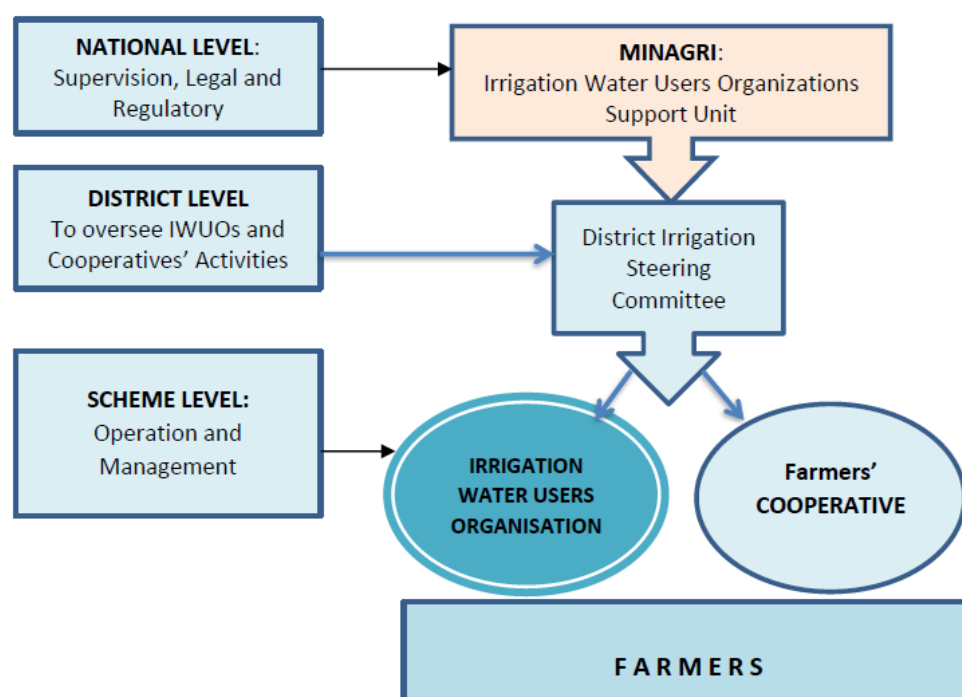 NATIONAL LEVEL:
Supervision, Legal and
Regulatory
MINAGRI:
Irrigation Water Users Organizations
Support Unit
DISTRICT LEVEL
To oversee IWUOs and
Cooperatives’ Activities
District Irrigation
Steering
Committee
SCHEME LEVEL:
Operation and
Management
IRRIGATION
WATER USERS
ORGANISATION
Farmers’
COOPERATIVE
FARMERS